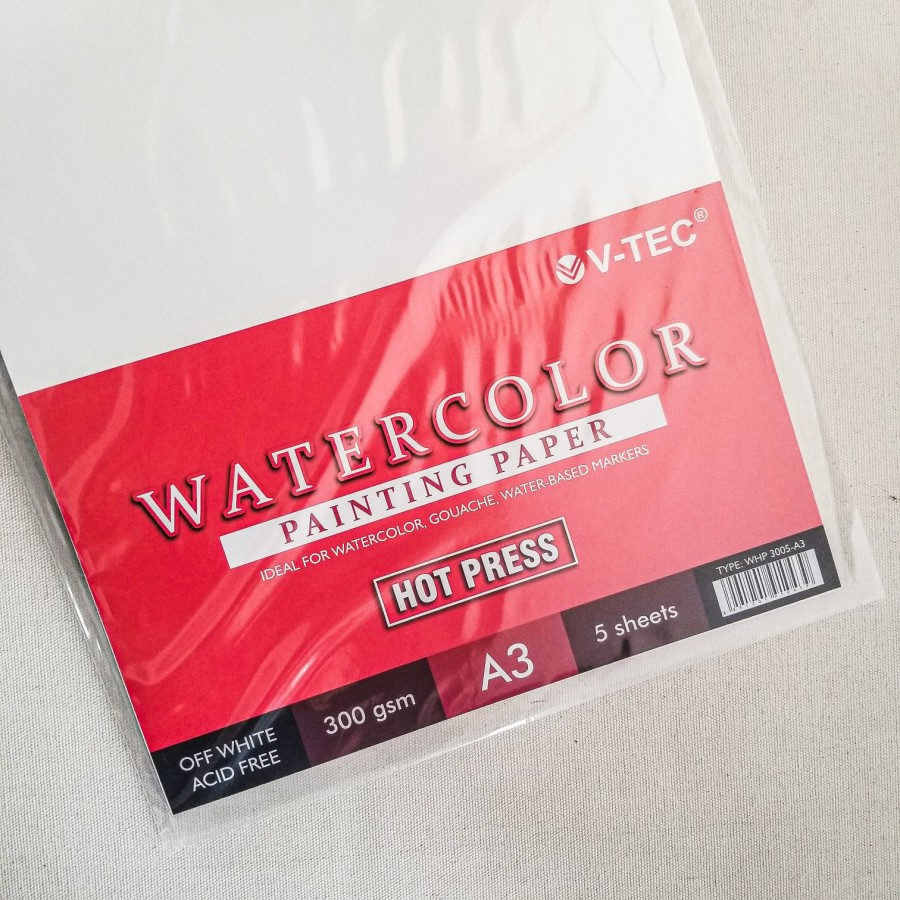 V-TEC®
WATERCOLOR
PAINTING PAPER
IDEAL FOR WATERCOLOR, GOUACHE, WATER-BASED MARKERS
HOT PRESS
OFF WHITE
ACID FREE
300 gsm
A3
5 sheets
TYPE: WHP 3005-A3